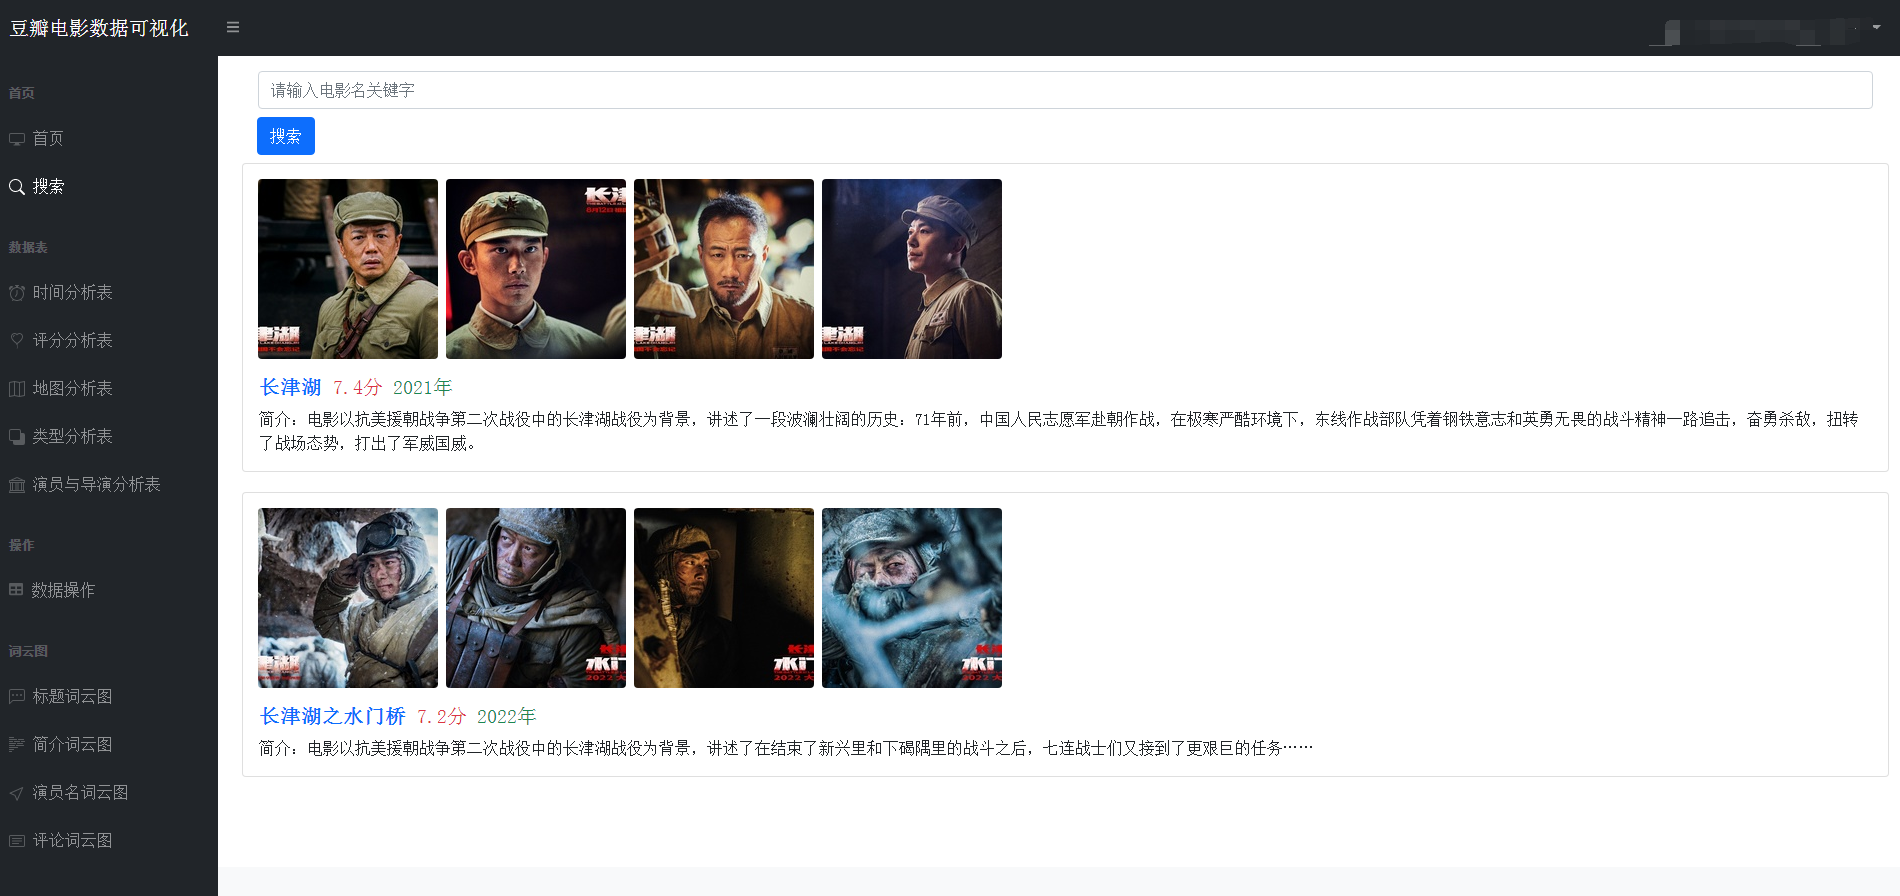 豆瓣电影数据可视化
首页
首页
搜索
数据表
时间分析表
评分分析表
地图分析表
类型分析表
演员与导演分析表
操作
数据操作
词云图
标题词云图
简介词云图
演员名词云图
评论词云图
请输入电影名关键字
搜索
长津湖 7.4分 2021年
简介：电影以抗美援朝战争第二次战役中的长津湖战役为背景，讲述了一段波澜壮阔的历史：71年前，中国人民志愿军赴朝作战，在极寒严酷环境下，东线作战部队凭着钢铁意志和英勇无畏的战斗精神一路追击，奋勇杀敌，扭转
了战场态势，打出了军威国威。
长津湖之水门桥 7.2分 2022年
简介：电影以抗美援朝战争第二次战役中的长津湖战役为背景，讲述了在结束了新兴里和下碣隅里的战斗之后，七连战士们又接到了更艰巨的任务……